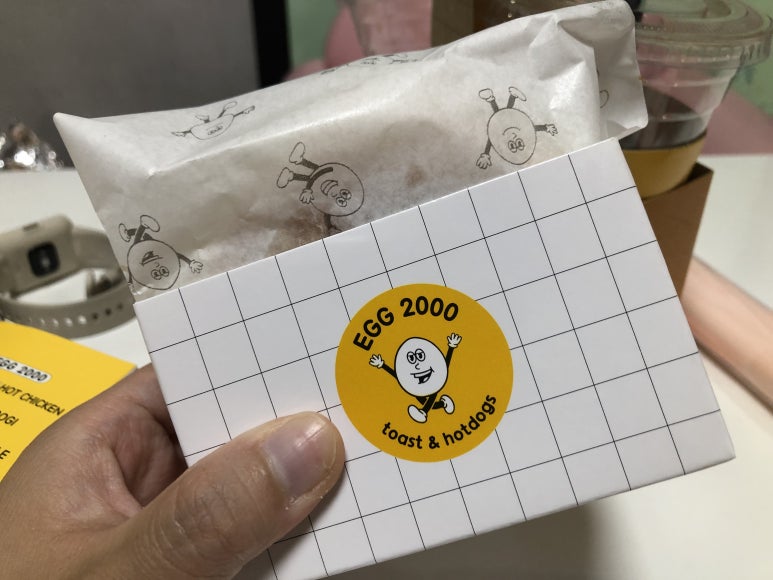 EGG 2000
toast & hotdogs
EGG 2000
HOT CHICKEN